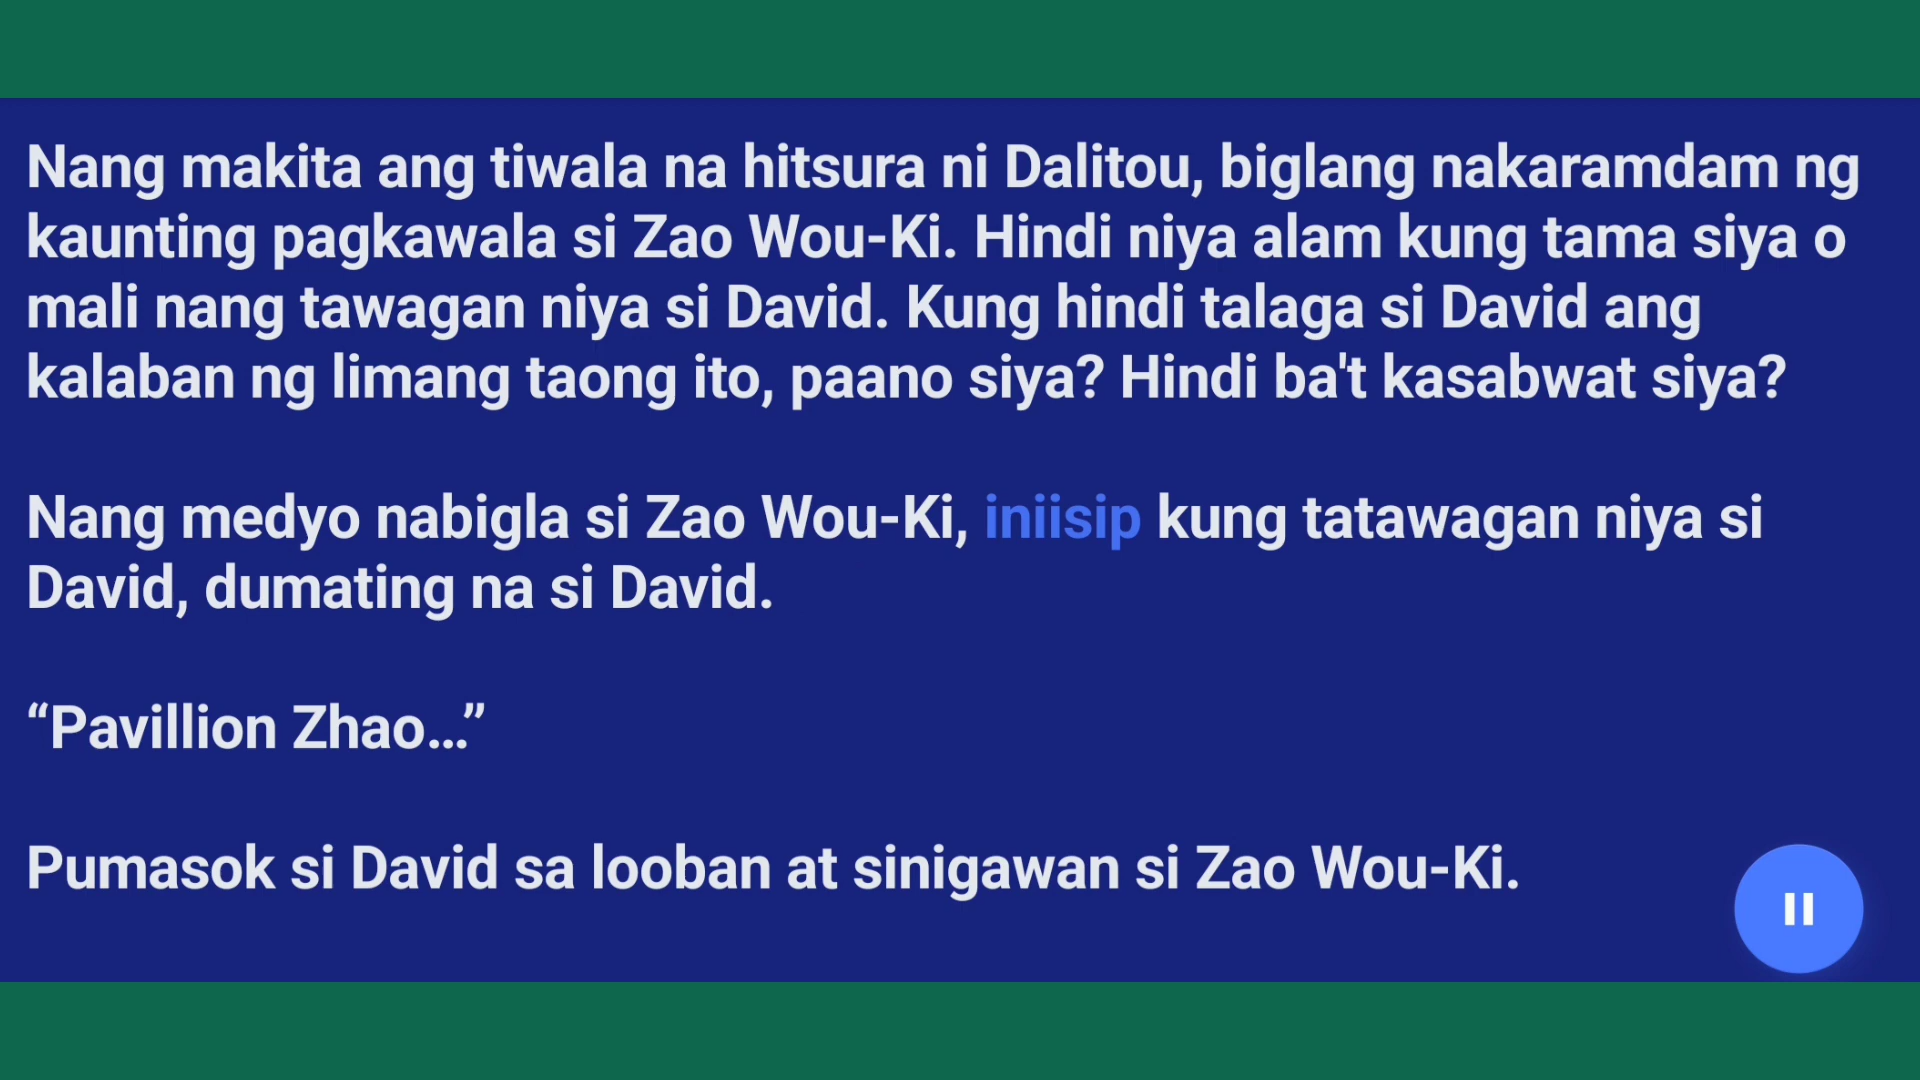 Nang makita ang tiwala na hitsura ni Dalitou, biglang nakaramdam ng
kaunting pagkawala si Zao Wou-Ki. Hindi niya alam kung tama siya o
mali nang tawagan niya si David. Kung hindi talaga si David ang
kalaban ng limang taong ito, paano siya? Hindi ba't kasabwat siya?
Nang medyo nabigla si Zao Wou-Ki, iniisip kung tatawagan niya si
David, dumating na si David.
“Pavillion Zhao…”
Pumasok si David sa looban at sinigawan si Zao Wou-Ki.